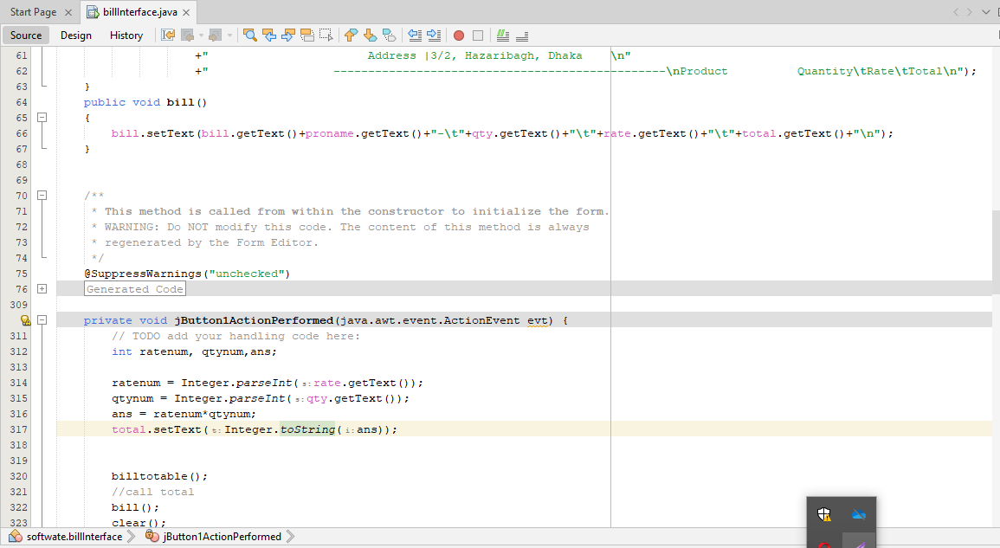 Start Page billInterface.java
Source Design History
61 +" Address |3/2, Hazaribagh, Dhaka \n"
62 +" ------------------------------------------------\nProduct Quantity\tRate\tTotal\n");
63 }
64 public void bill()
65 {
66 bill.setText(bill.getText()+proname.getText()+"-\t"+qty.getText()+"\t"+rate.getText()+"\t"+total.getText()+"\n");
67 }
68
69
70 /**
71 * This method is called from within the constructor to initialize the form.
72 * WARNING: Do NOT modify this code. The content of this method is always
73 * regenerated by the Form Editor.
74 */
75 @SuppressWarnings("unchecked")
76 Generated Code
309
private void jButton1ActionPerformed(java.awt.event.ActionEvent evt) {
311 // TODO add your handling code here:
312 int ratenum, qtynum,ans;
313
314 ratenum = Integer.parseInt(s:rate.getText());
315 qtynum = Integer.parseInt(s:qty.getText());
316 ans = ratenum*qtynum;
317 total.setText(t:Integer.toString(i:ans));
318
319
320 billtotable();
321 //call total
322 bill();
323 clear();
softwate.billInterface jButton1ActionPerformed